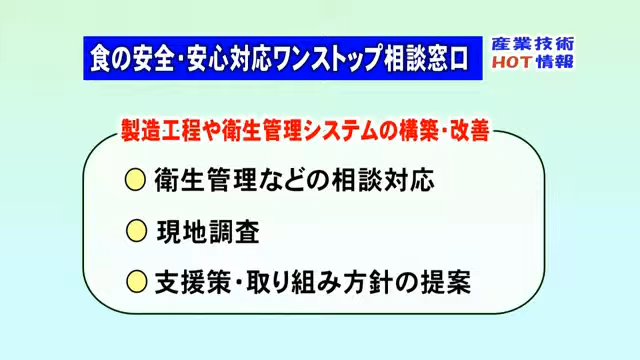 食の安全・安心対応ワンストップ相談窓口
産業技術
HOT情報
製造工程や衛生管理システムの構築・改善
衛生管理などの相談対応
現地調査
支援策・取り組み方針の提案